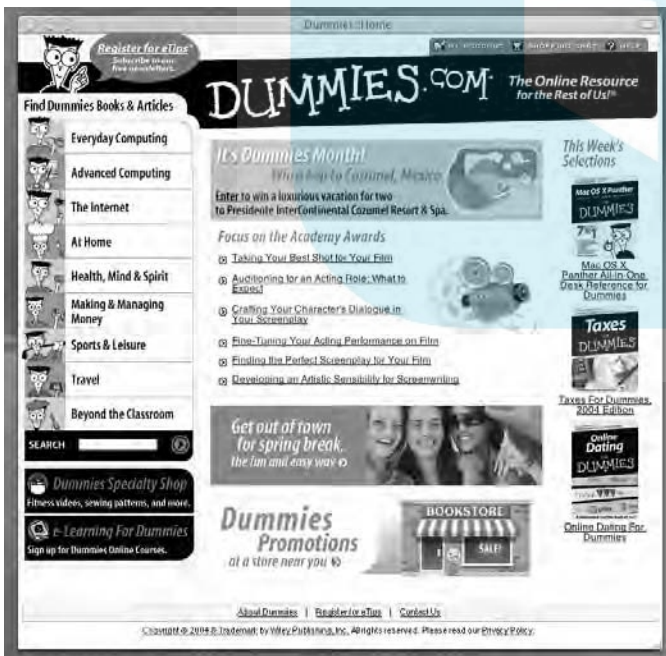 Dummies::Home
Register for eTips
Subscribe to our
free newsletters.
MY ACCOUNT SHOPPING CART ? HELP
DUMMIES.COM
The Online Resource
for the Rest of Us!
Find Dummies Books & Articles
Everyday Computing
Advanced Computing
The Internet
At Home
Health, Mind & Spirit
Making & Managing
Money
Sports & Leisure
Travel
Beyond the Classroom
SEARCH
Dummies Specialty Shop
Fitness videos, sewing patterns, and more.
e-Learning For Dummies
Sign up for Dummies Online Courses.
It's Dummies Month!
Win a trip to Cozumel, Mexico
Enter to win a luxurious vacation for two
to Presidente InterContinental Cozumel Resort & Spa.
Focus on the Academy Awards
Taking Your Best Shot for Your Film
Auditioning for an Acting Role: What to
Expect
Crafting Your Character's Dialogue in
Your Screenplay
Fine-Tuning Your Acting Performance on Film
Finding the Perfect Screenplay for Your Film
Developing an Artistic Sensibility for Screenwriting
Get out of town
for spring break,
the fun and easy way
Dummies
Promotions
at a store near you
BOOKSTORE
SALE!
This Week's
Selections
Mac OS X Panther
DUMMIES
Mac OS X
Panther All-in-One
Desk Reference for
Dummies
Taxes
DUMMIES
Taxes For Dummies,
2004 Edition
Online
Dating
DUMMIES
Online Dating For
Dummies
About Dummies | Register for eTips | Contact Us
Copyright © 2004 & Trademark by Wiley Publishing, Inc. All rights reserved. Please read our Privacy Policy.